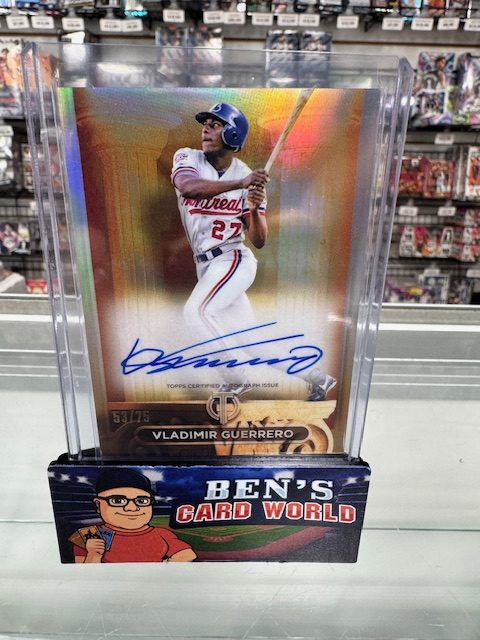 Montreal
27
TOPPS CERTIFIED AUTOGRAPH ISSUE
53/75
VLADIMIR GUERRERO
BEN'S
CARD WORLD